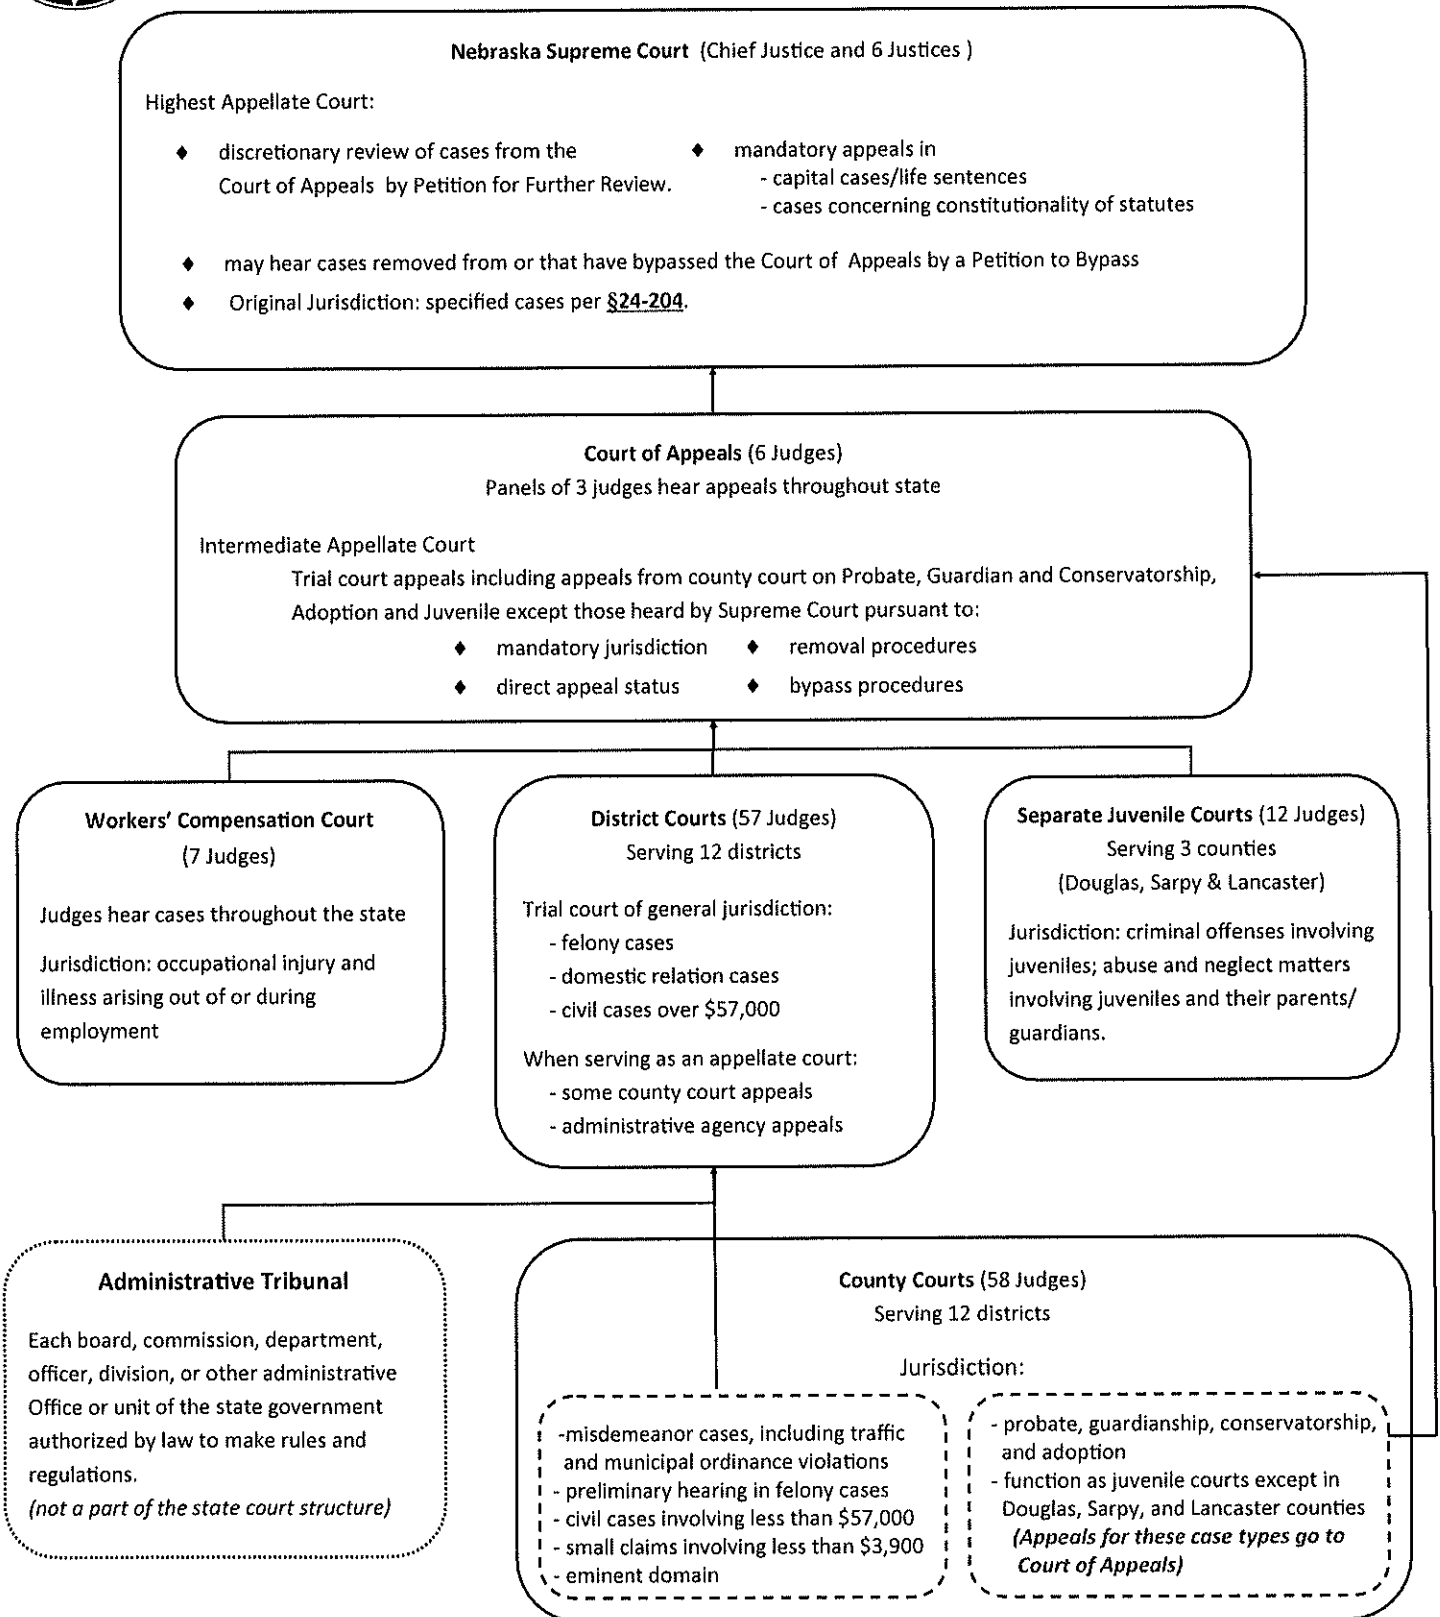 Nebraska Supreme Court (Chief Justice and 6 Justices )
Highest Appellate Court:
♦ discretionary review of cases from the
Court of Appeals by Petition for Further Review.
♦ mandatory appeals in
- capital cases/life sentences
- cases concerning constitutionality of statutes
♦ may hear cases removed from or that have bypassed the Court of Appeals by a Petition to Bypass
♦ Original Jurisdiction: specified cases per §24-204.
Court of Appeals (6 Judges)
Panels of 3 judges hear appeals throughout state
Intermediate Appellate Court
Trial court appeals including appeals from county court on Probate, Guardian and Conservatorship,
Adoption and Juvenile except those heard by Supreme Court pursuant to:
♦ mandatory jurisdiction ♦ removal procedures
♦ direct appeal status ♦ bypass procedures
Workers' Compensation Court
(7 Judges)
Judges hear cases throughout the state
Jurisdiction: occupational injury and
illness arising out of or during
employment
District Courts (57 Judges)
Serving 12 districts
Trial court of general jurisdiction:
- felony cases
- domestic relation cases
- civil cases over $57,000
When serving as an appellate court:
- some county court appeals
- administrative agency appeals
Separate Juvenile Courts (12 Judges)
Serving 3 counties
(Douglas, Sarpy & Lancaster)
Jurisdiction: criminal offenses involving
juveniles; abuse and neglect matters
involving juveniles and their parents/
guardians.
Administrative Tribunal
Each board, commission, department,
officer, division, or other administrative
Office or unit of the state government
authorized by law to make rules and
regulations.
(not a part of the state court structure)
County Courts (58 Judges)
Serving 12 districts
Jurisdiction:
-misdemeanor cases, including traffic
and municipal ordinance violations
- preliminary hearing in felony cases
- civil cases involving less than $57,000
- small claims involving less than $3,900
- eminent domain
- probate, guardianship, conservatorship,
and adoption
- function as juvenile courts except in
Douglas, Sarpy, and Lancaster counties
(Appeals for these case types go to
Court of Appeals)